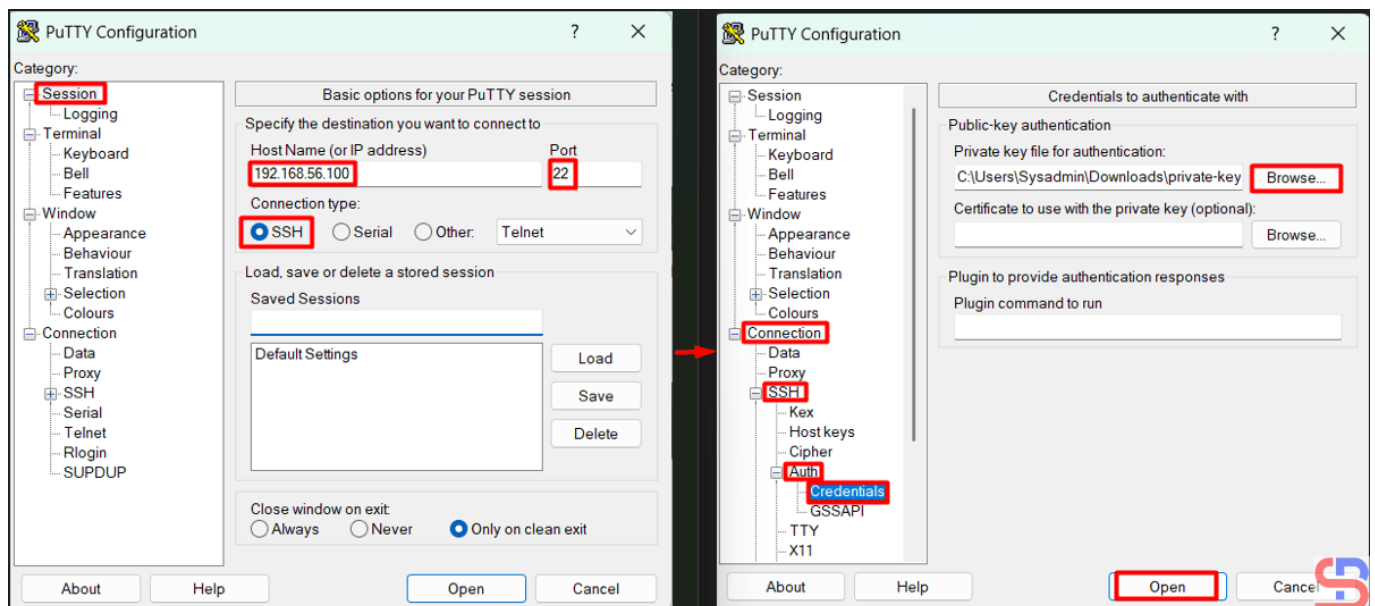 PuTTY Configuration
? ×
Category:
Session
Logging
Terminal
Keyboard
Bell
Features
Window
Appearance
Behaviour
Translation
Selection
Colours
Connection
Data
Proxy
SSH
Serial
Telnet
Rlogin
SUPDUP
Basic options for your PuTTY session
Specify the destination you want to connect to
Host Name (or IP address) Port
192.168.56.100 22
Connection type:
SSH Serial Other: Telnet
Load, save or delete a stored session
Saved Sessions
Default Settings
Load
Save
Delete
Close window on exit:
Always Never Only on clean exit
About Help Open Cancel
PuTTY Configuration
? ×
Category:
Session
Logging
Terminal
Keyboard
Bell
Features
Window
Appearance
Behaviour
Translation
Selection
Colours
Connection
Data
Proxy
SSH
Kex
Host keys
Cipher
Auth
Credentials
GSSAPI
TTY
X11
Credentials to authenticate with
Public-key authentication
Private key file for authentication:
C:\Users\Sysadmin\Downloads\private-key Browse...
Certificate to use with the private key (optional):
Browse...
Plugin to provide authentication responses
Plugin command to run
About Help Open Cancel